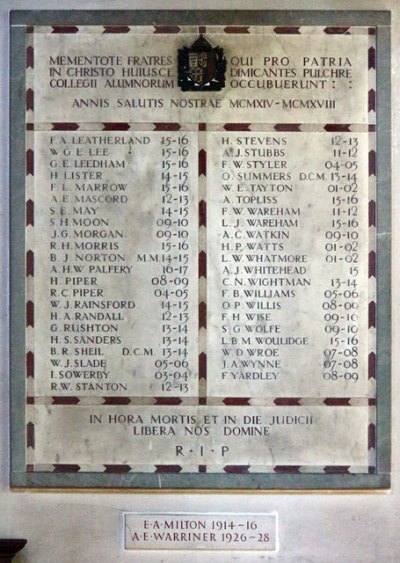 MEMENTOTE FRATRES QUI PRO PATRIA
IN CHRISTO HUIUSCE DIMICANTES PULCHRE
COLLEGII ALUMNORUM OCCUBUERUNT :
ANNIS SALUTIS NOSTRAE MCMXIV-MCMXVIII
F. A. LEATHERLAND 15-16
W. G. E. LEE 15-16
G. E. LEEDHAM 15-16
H. LISTER 14-15
F. L. MARROW 15-16
A. E. MASCORD 12-13
S. E. MAY 14-15
S. H. MOON 09-10
J. G. MORGAN 09-10
R. H. MORRIS 15-16
B. J. NORTON M.M. 14-15
A. H. W. PALFERY 16-17
H. PIPER 08-09
R. C. PIPER 04-05
W. J. RAINSFORD 14-15
H. A. RANDALL 12-13
G. RUSHTON 13-14
H. S. SANDERS 13-14
B. R. SHEIL D.C.M. 13-14
W. J. SLADE 05-06
I. SOWERBY 03-04
R. W. STANTON 12-13
H. STEVENS 12-13
A. J. STUBBS 11-12
F. W. STYLER 04-05
O. SUMMERS D.C.M. 13-14
W. E. TAYTON 01-02
A. TOPLISS 15-16
F. W. WAREHAM 11-12
L. J. WAREHAM 15-16
A. C. WATKIN 09-10
H. P. WATTS 01-02
L. W. WHATMORE 01-02
A. J. WHITEHEAD 15
C. N. WIGHTMAN 13-14
F. B. WILLIAMS 05-06
O. P. WILLIS 08-09
F. H. WISE 09-10
S. G. WOLFE 09-10
L. B. M. WOULIDGE 15-16
W. D. WROE 07-08
J. A. WYNNE 07-08
F. YARDLEY 08-09
IN HORA MORTIS ET IN DIE JUDICII
LIBERA NOS DOMINE
R · I · P
E. A. MILTON 1914-16
A. E. WARRINER 1926-28